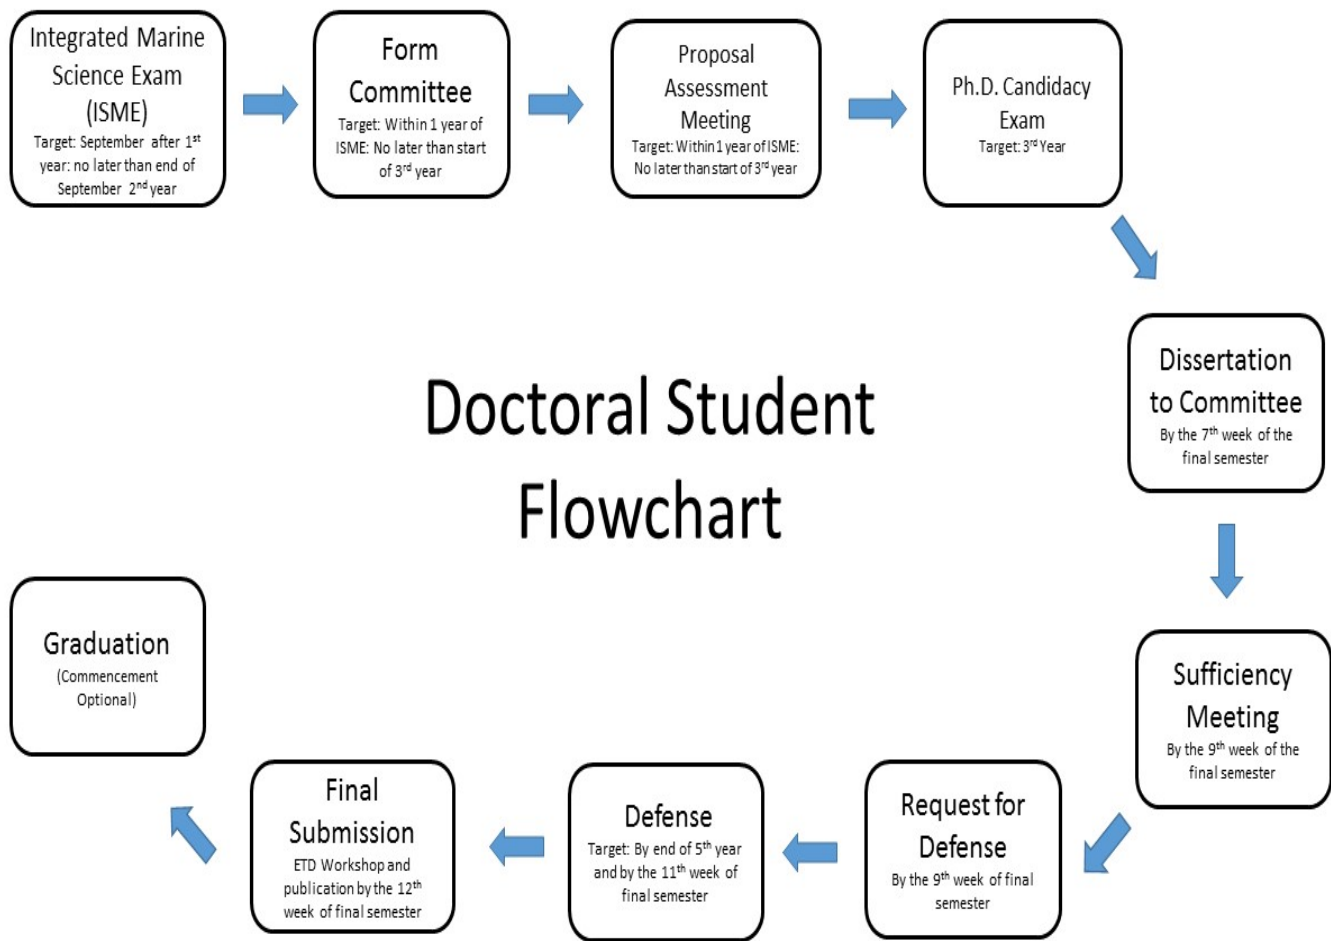 Integrated Marine
Science Exam
(ISME)
Target: September after 1st
year: no later than end of
September 2nd year
Form
Committee
Target: Within 1 year of
ISME: No later than start
of 3rd year
Proposal
Assessment
Meeting
Target: Within 1 year of ISME:
No later than start of 3rd year
Ph.D. Candidacy
Exam
Target: 3rd Year
Dissertation
to Committee
By the 7th week of the
final semester
Doctoral Student
Flowchart
Sufficiency
Meeting
By the 9th week of the
final semester
Request for
Defense
By the 9th week of final
semester
Defense
Target: By end of 5th year
and by the 11th week of
final semester
Final
Submission
ETD Workshop and
publication by the 12th
week of final semester
Graduation
(Commencement
Optional)